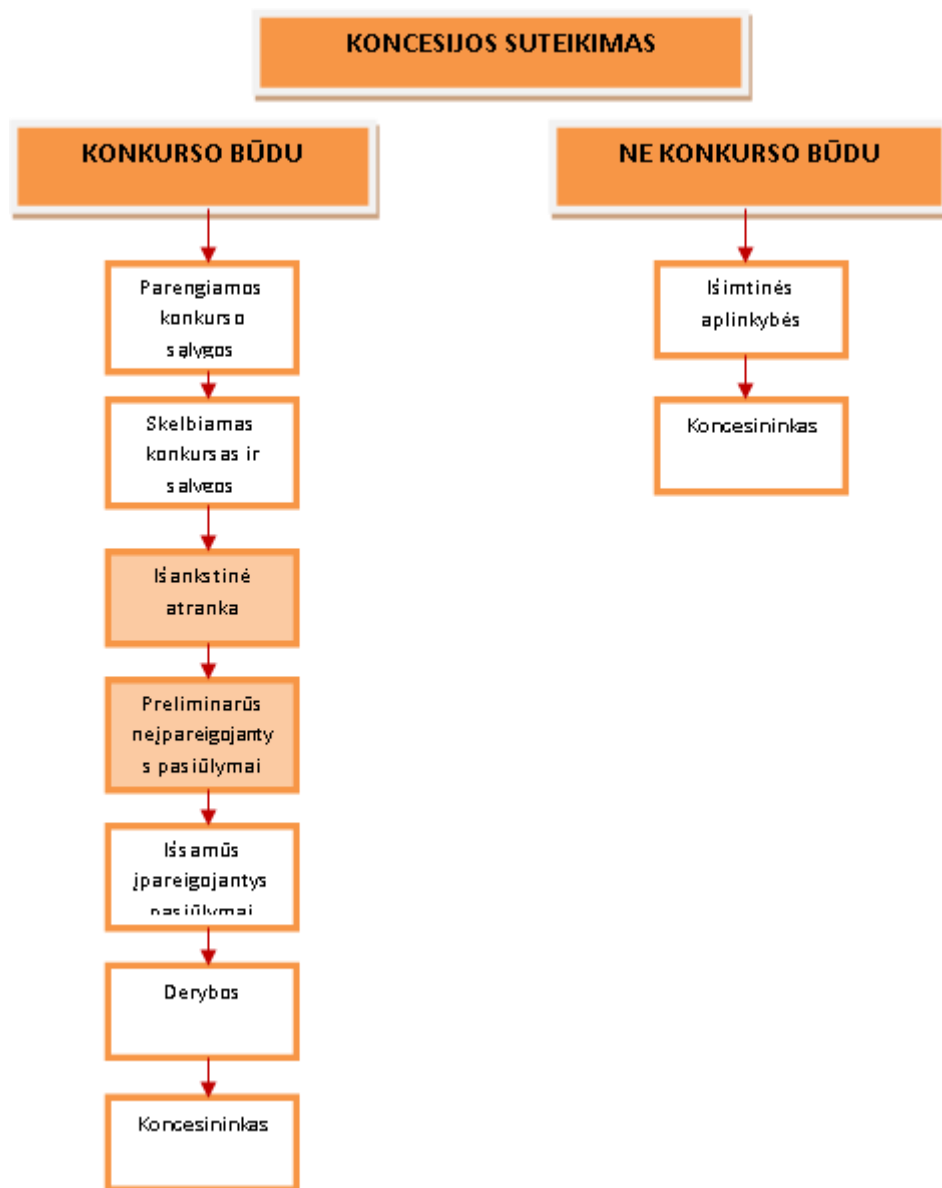 KONCESIJOS SUTEIKIMAS
KONKURSO BŪDU
NE KONKURSO BŪDU
Parengiamos
konkurso
sąlygos
Skelbiamas
konkursas ir
sąlygos
Išankstinė
atranka
Preliminarūs
neįpareigojanty
s pasiūlymai
Išsamūs
įpareigojantys
pasiūlymai
Derybos
Koncesininkas
Išimtinės
aplinkybės
Koncesininkas